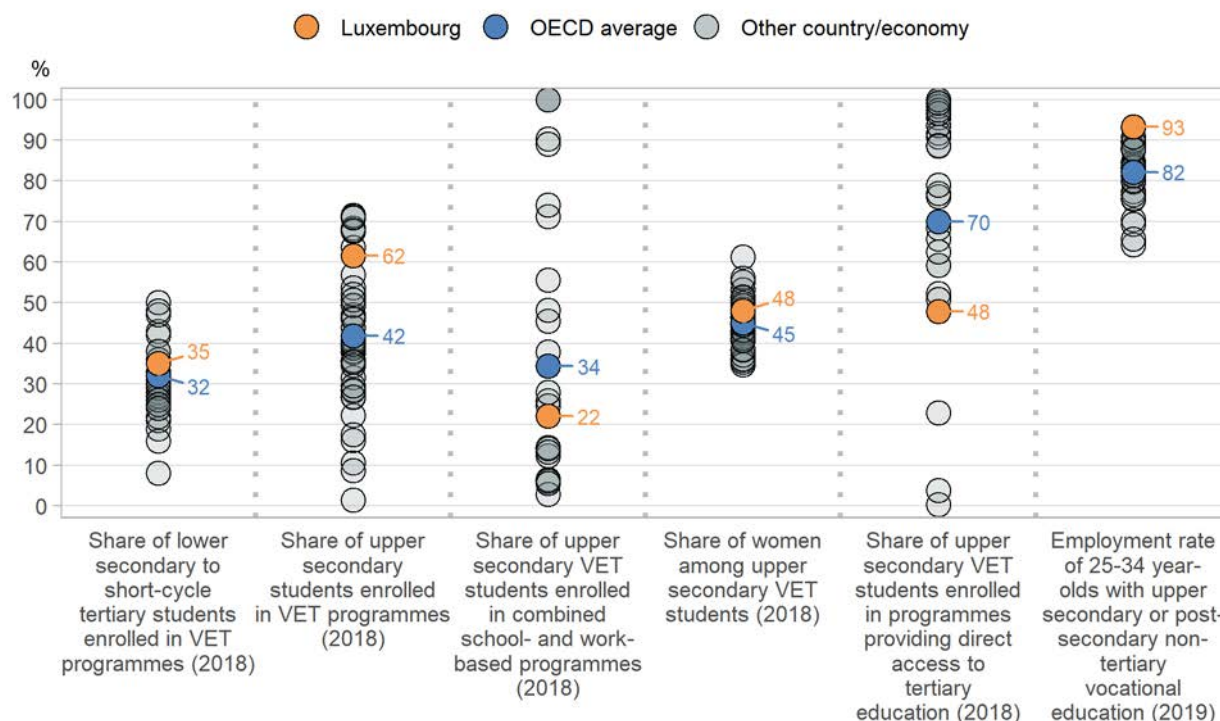 Luxembourg OECD average Other country/economy
%
100
90
80
70
60
50
40
30
20
10
0
35
32
62
42
34
22
48
45
70
48
93
82
Share of lower
secondary to
short-cycle
tertiary students
enrolled in VET
programmes (2018)
Share of upper
secondary
students enrolled
in VET programmes
(2018)
Share of upper
secondary VET
students enrolled
in combined
school- and work-
based programmes
(2018)
Share of women
among upper
secondary VET
students (2018)
Share of upper
secondary VET
students enrolled
in programmes
providing direct
access to
tertiary
education (2018)
Employment rate
of 25-34 year-
olds with upper
secondary or post-
secondary non-
tertiary
vocational
education (2019)